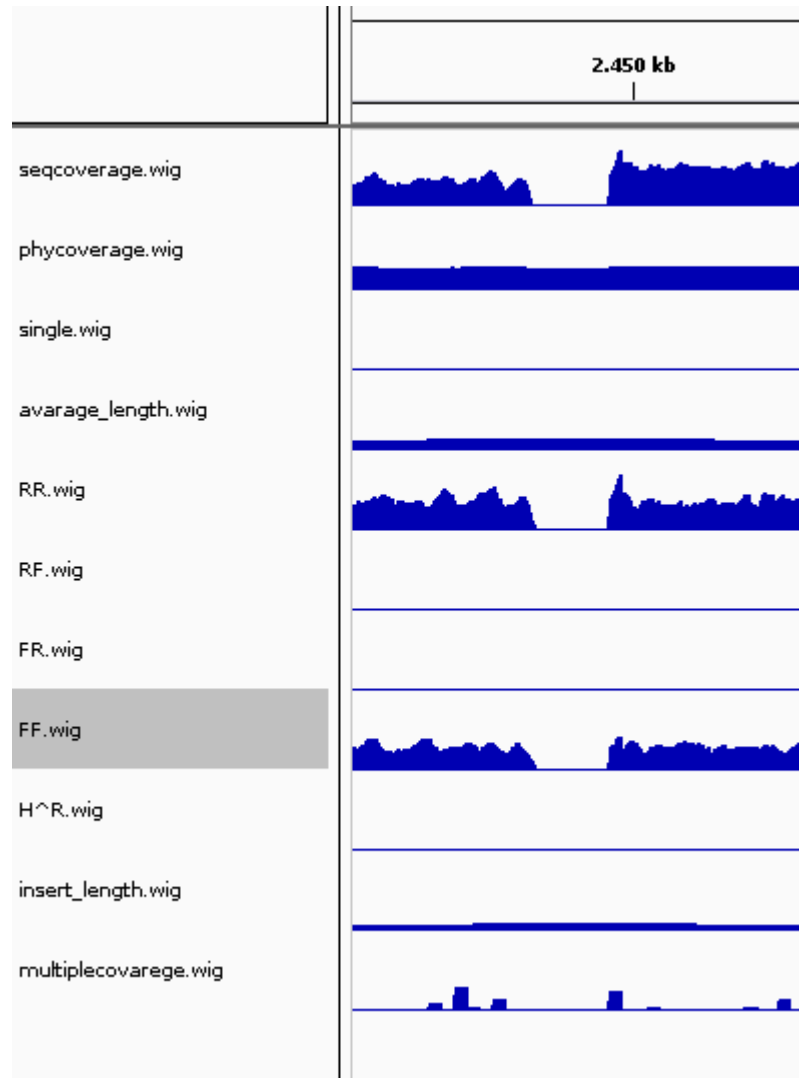 2.450 kb
seqcoverage.wig
phycoverage.wig
single.wig
avarage_length.wig
RR.wig
RF.wig
FR.wig
FF.wig
H^R.wig
insert_length.wig
multiplecovarege.wig